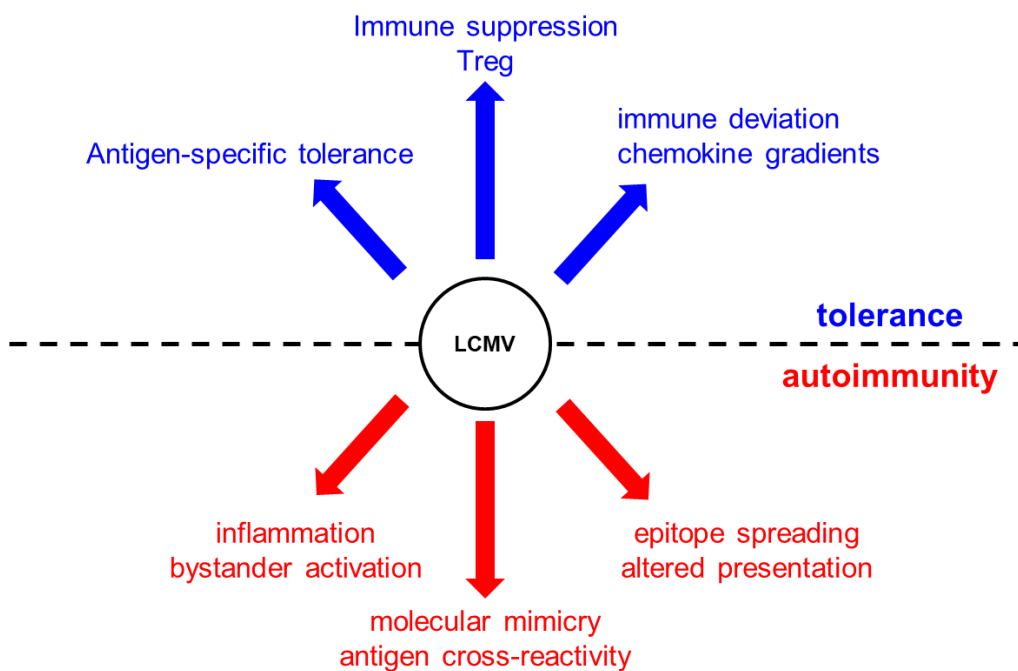 Immune suppression
Treg
Antigen-specific tolerance
immune deviation
chemokine gradients
LCMV
tolerance
autoimmunity
inflammation
bystander activation
epitope spreading
altered presentation
molecular mimicry
antigen cross-reactivity